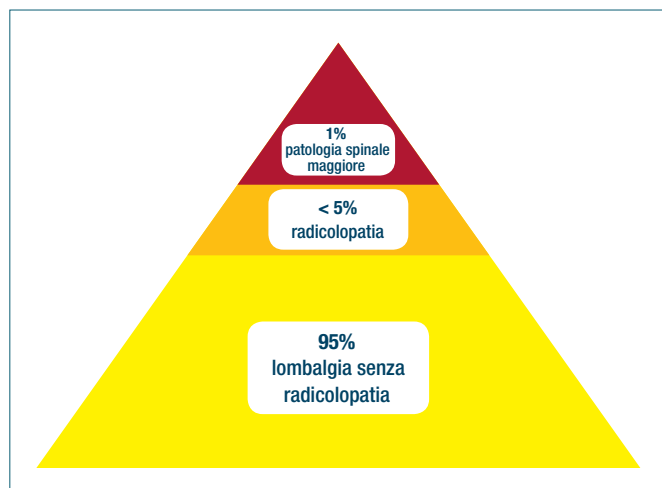 1%
patologia spinale
maggiore
< 5%
radicolopatia
95%
lombalgia senza
radicolopatia